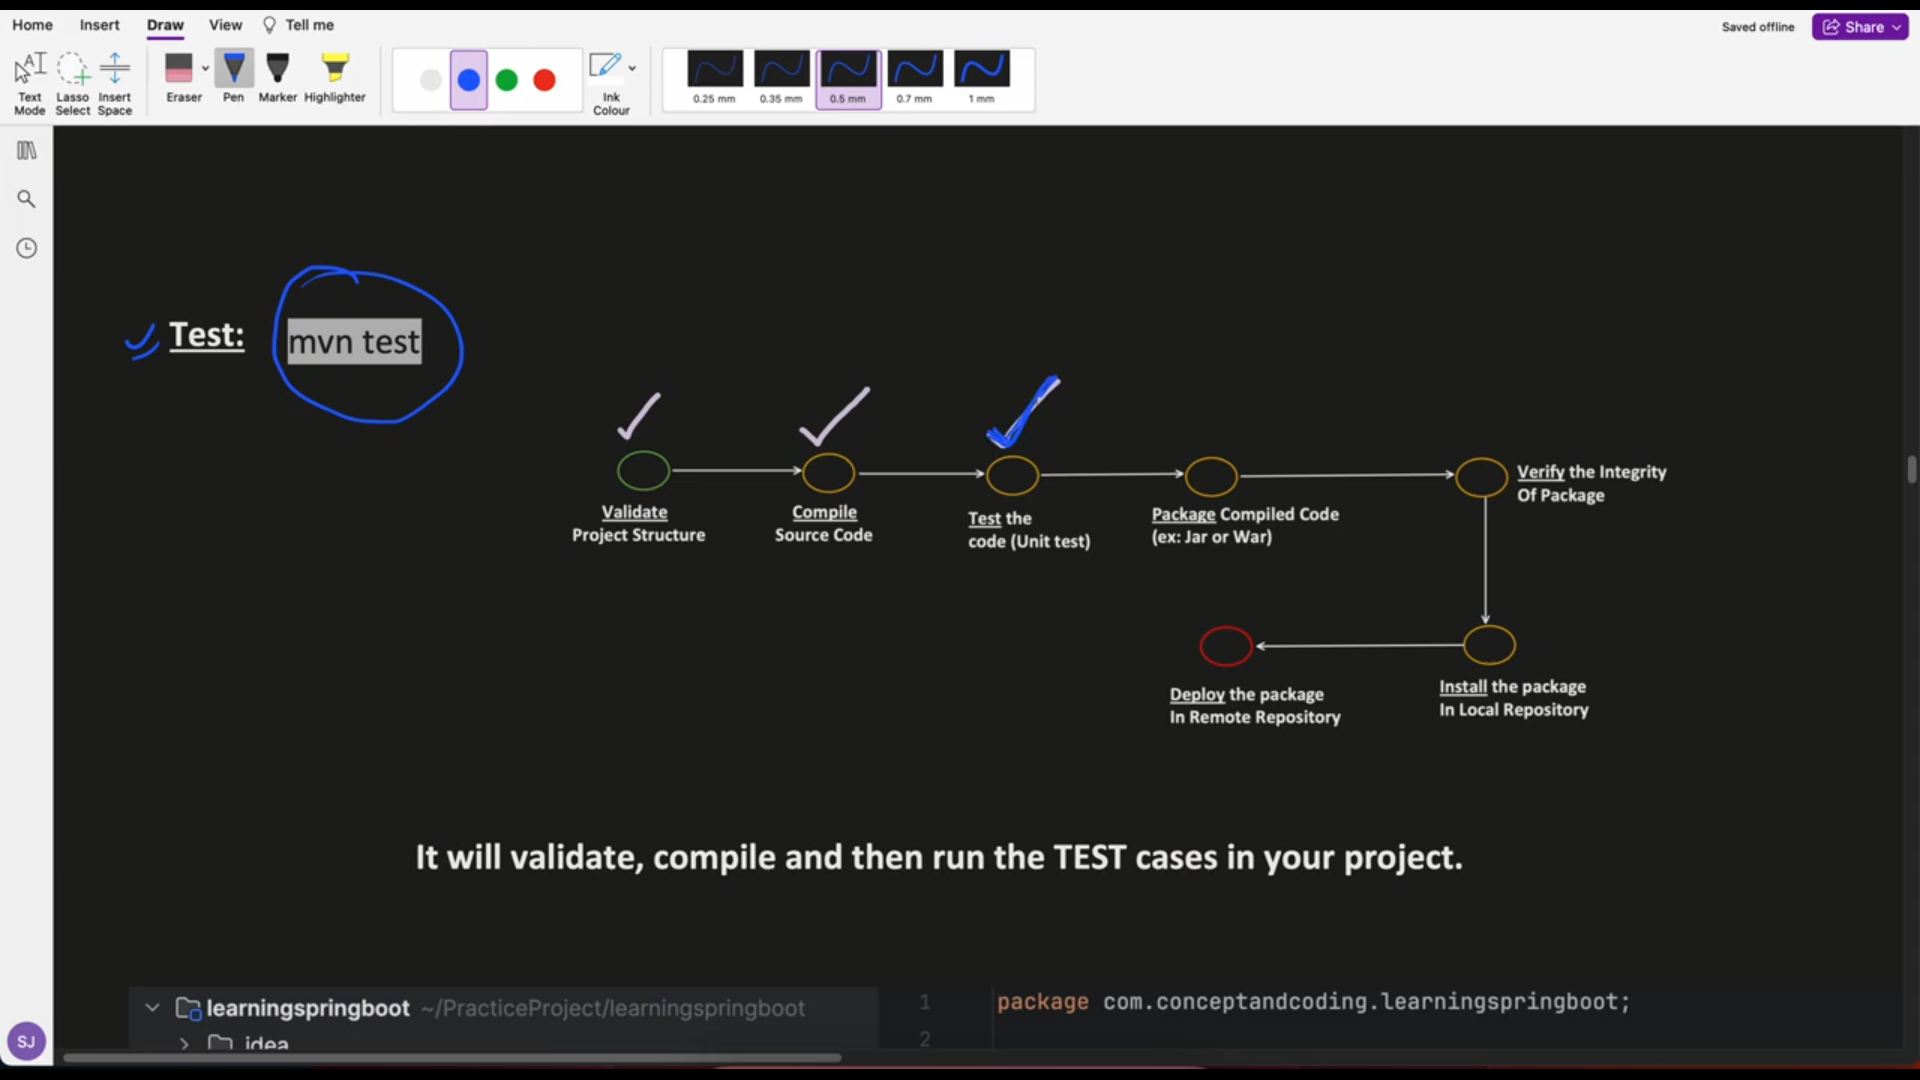 Home Insert Draw View Tell me
Saved offline Share
Text Mode
Lasso Select
Insert Space
Eraser
Pen
Marker
Highlighter
Ink Colour
0.25 mm 0.35 mm 0.5 mm 0.7 mm 1 mm
Test: mvn test
Validate
Project Structure
Compile
Source Code
Test the
code (Unit test)
Package Compiled Code
(ex: Jar or War)
Verify the Integrity
Of Package
Deploy the package
In Remote Repository
Install the package
In Local Repository
It will validate, compile and then run the TEST cases in your project.
learningspringboot ~/PracticeProject/learningspringboot
idea
1 package com.conceptandcoding.learningspringboot;
2
SJ